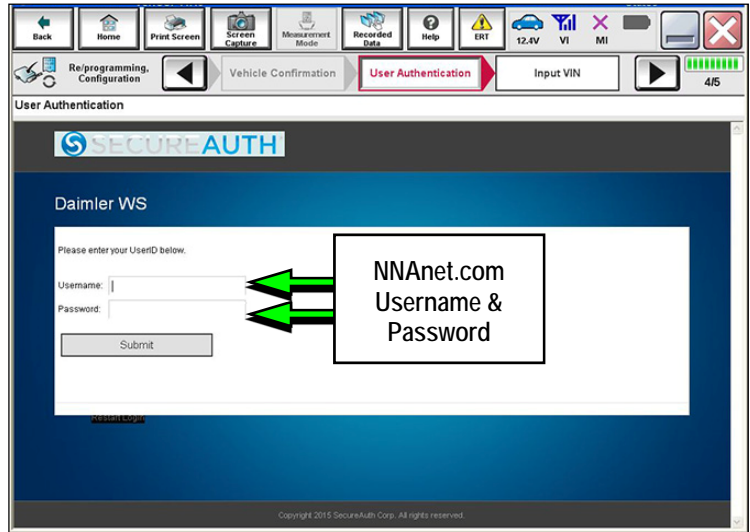 Back
Home
Print Screen
Screen
Capture
Measurement
Mode
Recorded
Data
Help
ERT
12.4V
VI
MI
Re/programming,
Configuration
Vehicle Confirmation
User Authentication
Input VIN
4/5
User Authentication
S SECUREAUTH
Daimler WS
Please enter your UserID below.
Username:
Password:
Submit
NNAnet.com
Username &
Password
Restart Login
Copyright 2015 SecureAuth Corp. All rights reserved.